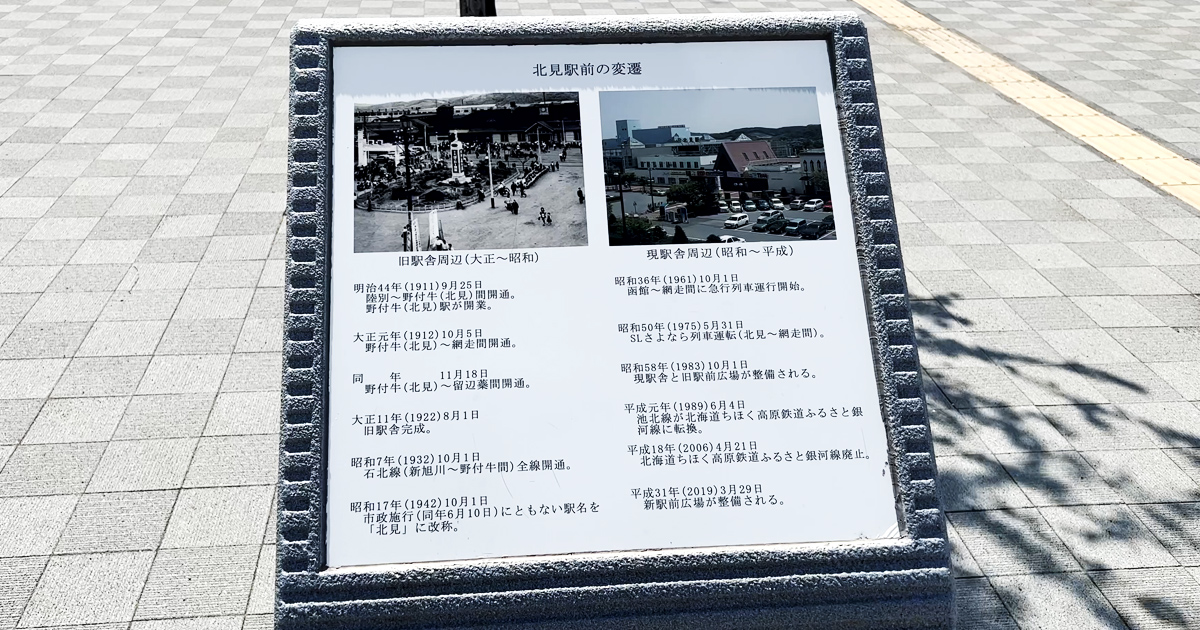 北見駅前の変遷
旧駅舎周辺(大正～昭和)
明治44年(1911)9月25日
陸別～野付牛(北見)間開通。
野付牛(北見)駅が開業。
大正元年(1912)10月5日
野付牛(北見)～網走間開通。
同　　年　　　11月18日
野付牛(北見)～留辺蘂間開通。
大正11年(1922)8月1日
旧駅舎完成。
昭和7年(1932)10月1日
石北線(新旭川～野付牛間)全線開通。
昭和17年(1942)10月1日
市政施行(同年6月10日)にともない駅名を
「北見」に改称。
現駅舎周辺(昭和～平成)
昭和36年(1961)10月1日
函館～網走間に急行列車運行開始。
昭和50年(1975)5月31日
SLさよなら列車運転(北見～網走間)。
昭和58年(1983)10月1日
現駅舎と旧駅前広場が整備される。
平成元年(1989)6月4日
池北線が北海道ちほく高原鉄道ふるさと銀
河線に転換。
平成18年(2006)4月21日
北海道ちほく高原鉄道ふるさと銀河線廃止。
平成31年(2019)3月29日
新駅前広場が整備される。